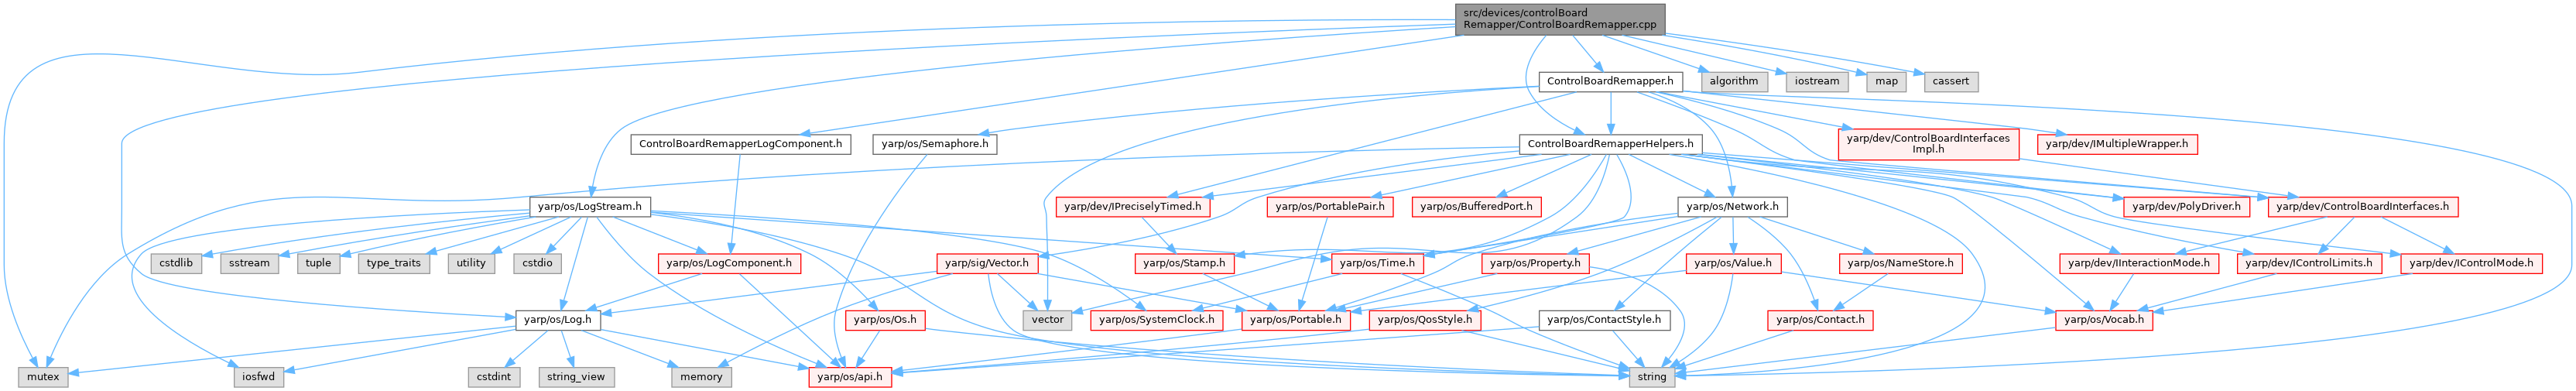 src/devices/controlBoard
Remapper/ControlBoardRemapper.cpp
ControlBoardRemapper.h
algorithm
iostream
map
cassert
ControlBoardRemapperLogComponent.h
yarp/os/Semaphore.h
ControlBoardRemapperHelpers.h
yarp/dev/ControlBoardInterfaces
Impl.h
yarp/dev/IMultipleWrapper.h
yarp/os/LogStream.h
yarp/dev/IPreciselyTimed.h
yarp/os/PortablePair.h
yarp/os/BufferedPort.h
yarp/os/Network.h
yarp/dev/PolyDriver.h
yarp/dev/ControlBoardInterfaces.h
cstdlib
sstream
tuple
type_traits
utility
cstdio
yarp/os/LogComponent.h
yarp/sig/Vector.h
yarp/os/Stamp.h
yarp/os/Time.h
yarp/os/Property.h
yarp/os/Value.h
yarp/os/NameStore.h
yarp/dev/IInteractionMode.h
yarp/dev/IControlLimits.h
yarp/dev/IControlMode.h
yarp/os/Log.h
yarp/os/Os.h
vector
yarp/os/SystemClock.h
yarp/os/Portable.h
yarp/os/QosStyle.h
yarp/os/ContactStyle.h
yarp/os/Contact.h
yarp/os/Vocab.h
mutex
iosfwd
cstdint
string_view
memory
yarp/os/api.h
string